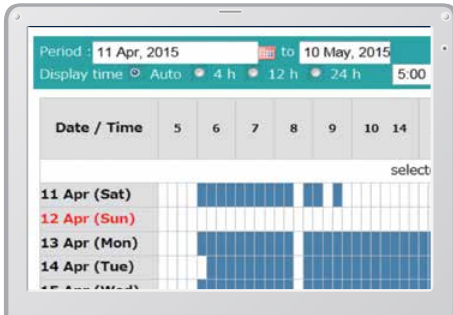 Period : 11 Apr, 2015 to 10 May, 2015
Display time Auto 4 h 12 h 24 h 5:00
Date / Time 5 6 7 8 9 10 14
11 Apr (Sat)
12 Apr (Sun)
13 Apr (Mon)
14 Apr (Tue)